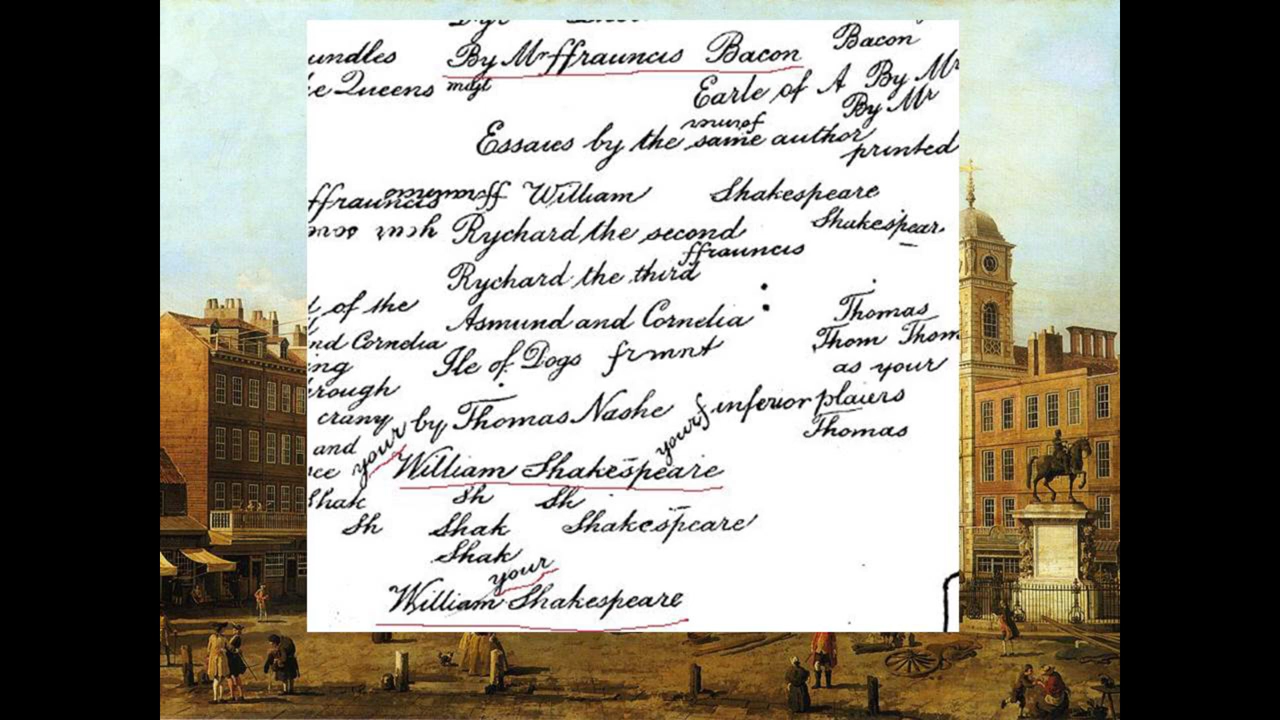 By Mr ffrauncis Bacon Bacon
undles
e Queens matjt
Earle of A By Mr
By Mr
Essaies by the same author
printed
ffrauncis William Shakespeare
Shakespear
Rychard the second
ffrauncis
Rychard the third
of the
Asmund and Cornelia Thomas
nd Cornelia Thom Thom
ng Ile of Dogs frmnt
as your
rough
crany by Thomas Nashe inferior plaiers
Thomas
and your your
ce William Shakespeare
Shak Sh Sh
Sh Shak Shakespeare
Shak
your
William Shakespeare